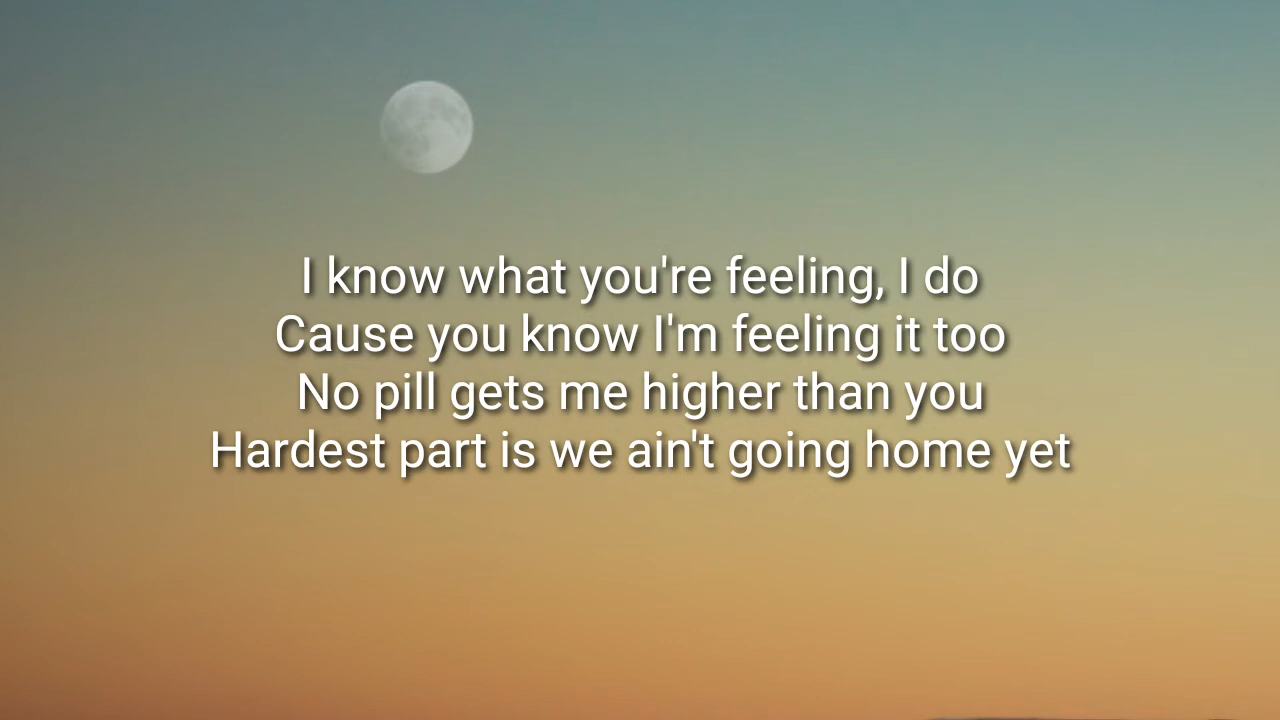 I know what you're feeling, I do
Cause you know I'm feeling it too
No pill gets me higher than you
Hardest part is we ain't going home yet